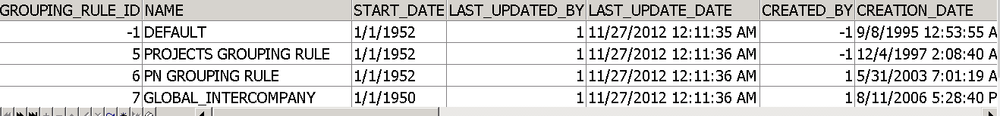 GROUPING_RULE_ID NAME START_DATE LAST_UPDATED_BY LAST_UPDATE_DATE CREATED_BY CREATION_DATE
-1 DEFAULT 1/1/1952 1 11/27/2012 12:11:35 AM -1 9/8/1995 12:53:55 A
5 PROJECTS GROUPING RULE 1/1/1952 1 11/27/2012 12:11:36 AM -1 12/4/1997 2:08:40 A
6 PN GROUPING RULE 1/1/1952 1 11/27/2012 12:11:36 AM 1 5/31/2003 7:01:19 A
7 GLOBAL_INTERCOMPANY 1/1/1950 1 11/27/2012 12:11:36 AM 1 8/11/2006 5:28:40 P